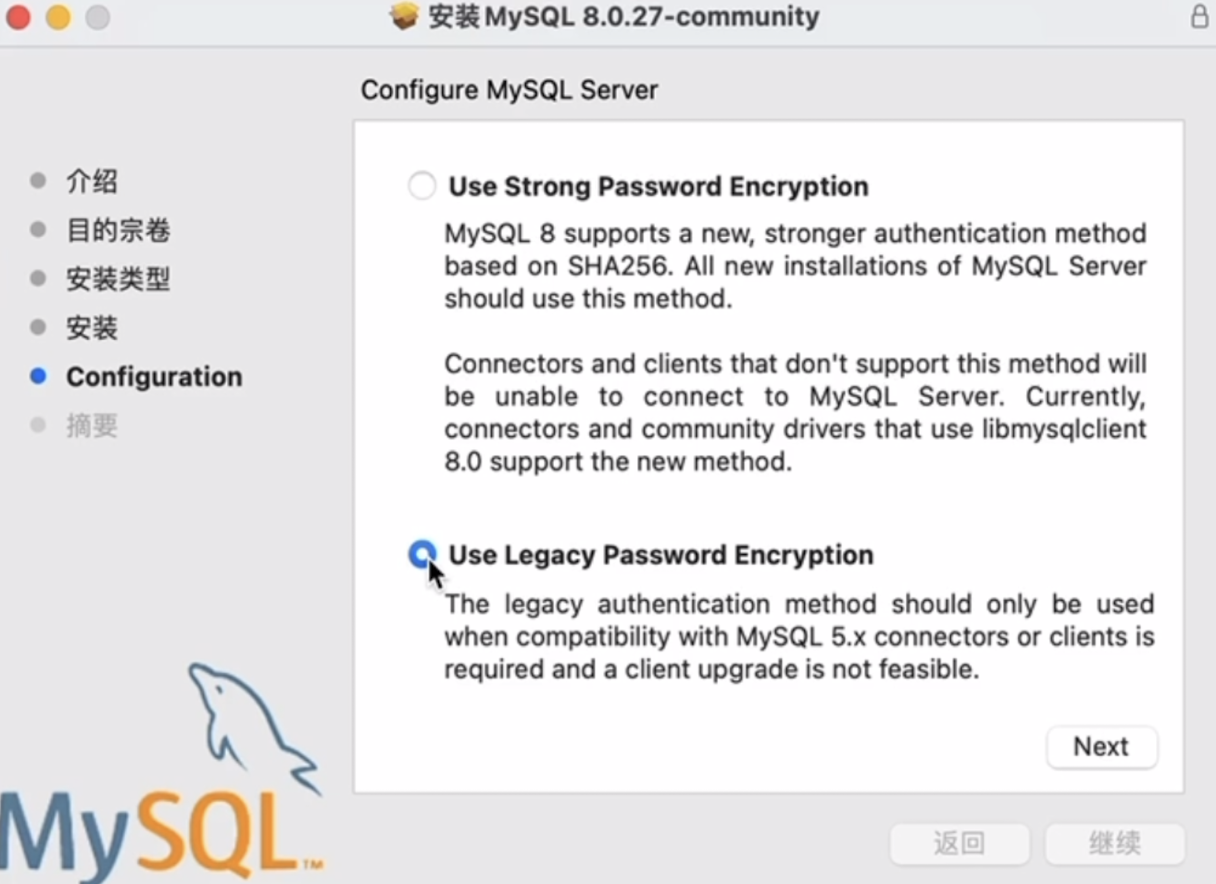 安装MySQL 8.0.27-community
Configure MySQL Server
介绍
目的宗卷
安装类型
安装
Configuration
摘要
Use Strong Password Encryption
MySQL 8 supports a new, stronger authentication method
based on SHA256. All new installations of MySQL Server
should use this method.
Connectors and clients that don't support this method will
be unable to connect to MySQL Server. Currently,
connectors and community drivers that use libmysqlclient
8.0 support the new method.
Use Legacy Password Encryption
The legacy authentication method should only be used
when compatibility with MySQL 5.x connectors or clients is
required and a client upgrade is not feasible.
Next
MySQL™
返回
继续